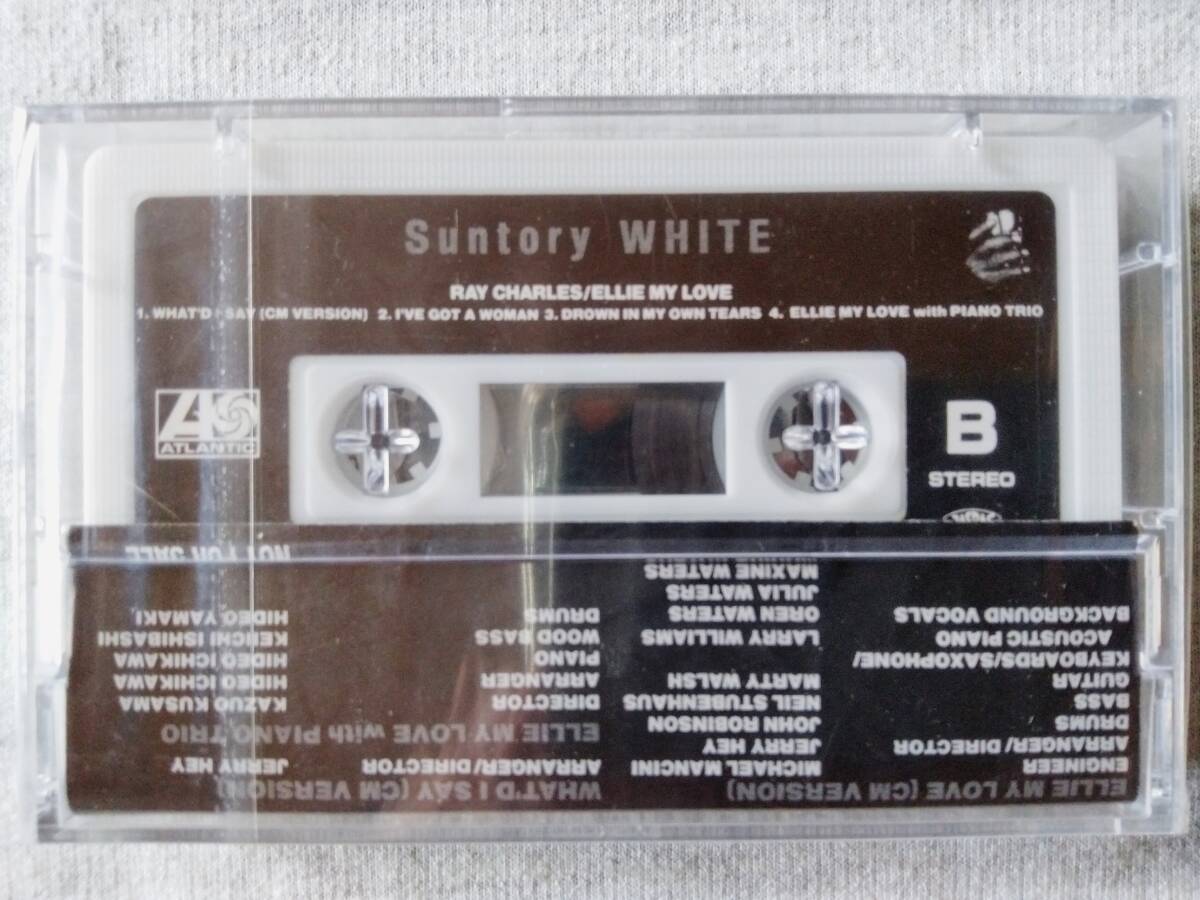 Suntory WHITE
RAY CHARLES/ELLIE MY LOVE
1. WHAT'D I SAY (CM VERSION) 2. I'VE GOT A WOMAN 3. DROWN IN MY OWN TEARS 4. ELLIE MY LOVE with PIANO TRIO
ATLANTIC
B
STEREO
ELLIE MY LOVE (CM VERSION)
ENGINEER MICHAEL MANCINI
ARRANGER/DIRECTOR JERRY HEY
DRUMS JOHN ROBINSON
BASS NEIL STUBENHAUS
GUITAR MARTY WALSH
KEYBOARDS/SAXOPHONE/
ACOUSTIC PIANO LARRY WILLIAMS
BACKGROUND VOCALS OREN WATERS
JULIA WATERS
MAXINE WATERS
WHAT'D I SAY (CM VERSION)
ARRANGER/DIRECTOR JERRY HEY
ELLIE MY LOVE with PIANO TRIO
DIRECTOR KAZUO KUSAMA
ARRANGER HIDEO ICHIKAWA
PIANO HIDEO ICHIKAWA
WOOD BASS KEIICHI ISHIBASHI
DRUMS HIDEO YAMAKI
NOT FOR SALE